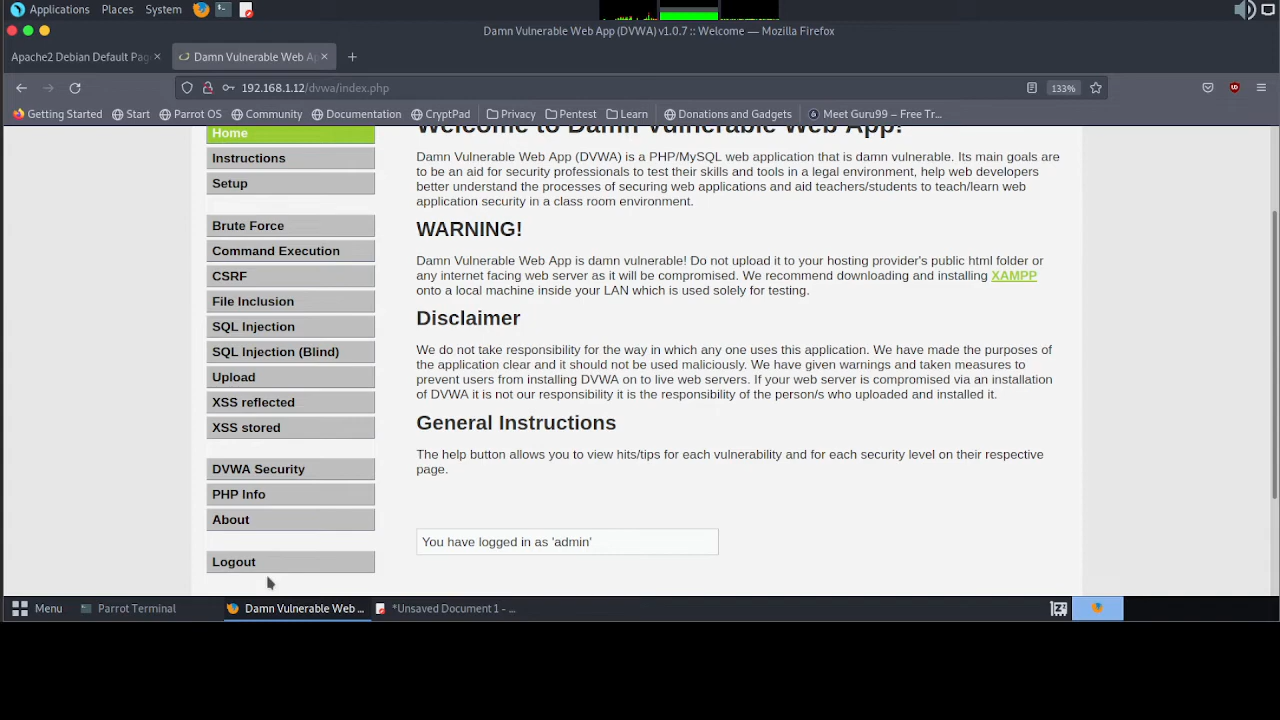 Applications Places System
Damn Vulnerable Web App (DVWA) v1.0.7 :: Welcome — Mozilla Firefox
Apache2 Debian Default Page
Damn Vulnerable Web Ap
192.168.1.12/dvwa/index.php
133%
Getting Started Start Parrot OS Community Documentation CryptPad Privacy Pentest Learn Donations and Gadgets Meet Guru99 – Free Tr...
Home
Instructions
Setup
Brute Force
Command Execution
CSRF
File Inclusion
SQL Injection
SQL Injection (Blind)
Upload
XSS reflected
XSS stored
DVWA Security
PHP Info
About
Logout
Welcome to Damn Vulnerable Web App!
Damn Vulnerable Web App (DVWA) is a PHP/MySQL web application that is damn vulnerable. Its main goals are
to be an aid for security professionals to test their skills and tools in a legal environment, help web developers
better understand the processes of securing web applications and aid teachers/students to teach/learn web
application security in a class room environment.
WARNING!
Damn Vulnerable Web App is damn vulnerable! Do not upload it to your hosting provider's public html folder or
any internet facing web server as it will be compromised. We recommend downloading and installing XAMPP
onto a local machine inside your LAN which is used solely for testing.
Disclaimer
We do not take responsibility for the way in which any one uses this application. We have made the purposes of
the application clear and it should not be used maliciously. We have given warnings and taken measures to
prevent users from installing DVWA on to live web servers. If your web server is compromised via an installation
of DVWA it is not our responsibility it is the responsibility of the person/s who uploaded and installed it.
General Instructions
The help button allows you to view hits/tips for each vulnerability and for each security level on their respective
page.
You have logged in as 'admin'
Menu Parrot Terminal Damn Vulnerable Web ... *Unsaved Document 1 - ...